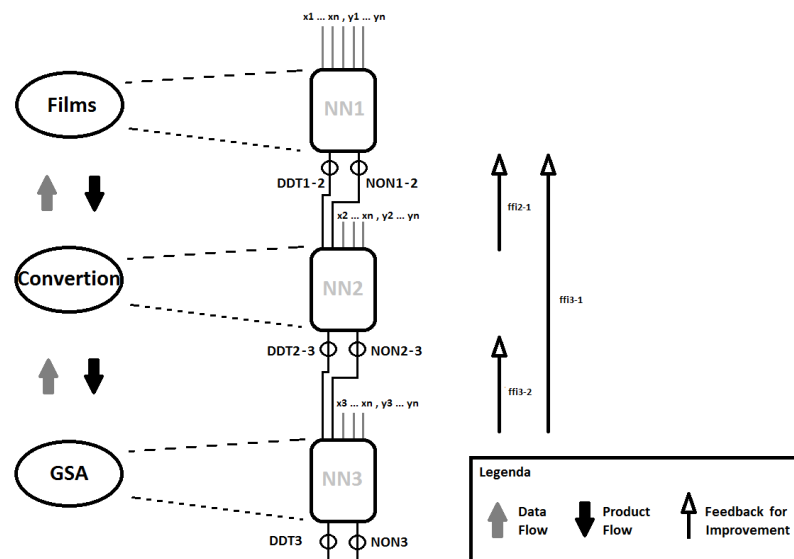 x1 ... xn , y1 ... yn
Films
NN1
DDT1-2
NON1-2
x2 ... xn , y2 ... yn
ffi2-1
Convertion
NN2
ffi3-1
DDT2-3
NON2-3
ffi3-2
x3 ... xn , y3 ... yn
GSA
NN3
DDT3
NON3
Legenda
Data
Flow
Product
Flow
Feedback for
Improvement